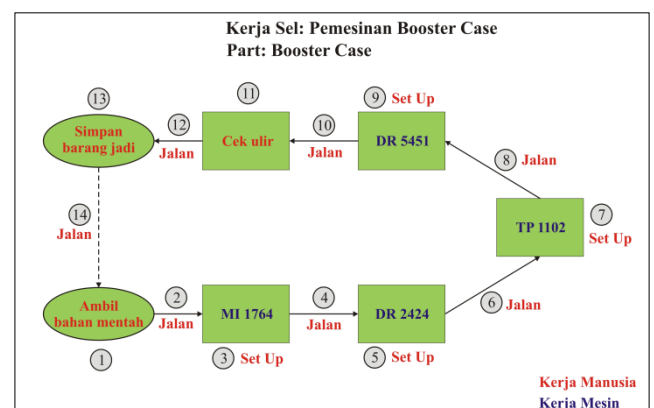 Kerja Sel: Pemesinan Booster Case
Part: Booster Case
13
Simpan
barang jadi
12
Jalan
11
Cek ulir
10
Jalan
9 Set Up
DR 5451
8 Jalan
TP 1102
7
Set Up
14
Jalan
Ambil
bahan mentah
1
2
Jalan
MI 1764
3 Set Up
4
Jalan
DR 2424
5 Set Up
6 Jalan
Kerja Manusia
Kerja Mesin